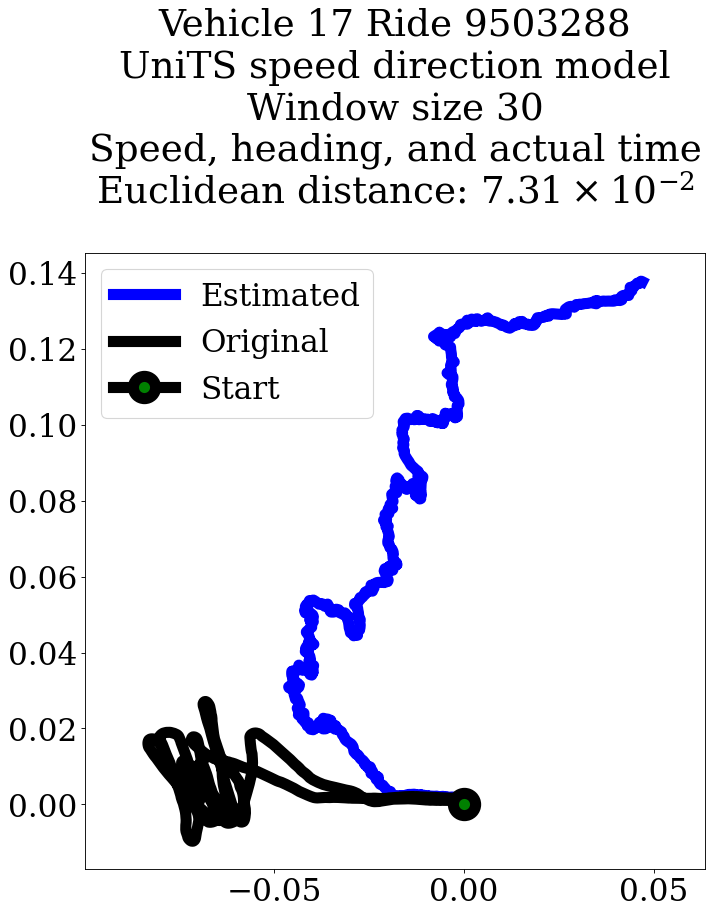 Vehicle 17 Ride 9503288
UniTS speed direction model
Window size 30
Speed, heading, and actual time
Euclidean distance: 7.31 × 10⁻²
0.14
0.12
0.10
0.08
0.06
0.04
0.02
0.00
Estimated
Original
Start
−0.05
0.00
0.05